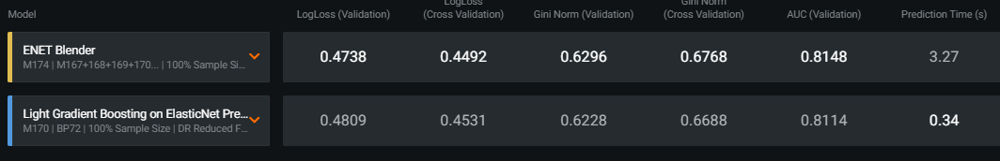 Model
LogLoss (Validation)
LogLoss
(Cross Validation)
Gini Norm (Validation)
Gini Norm
(Cross Validation)
AUC (Validation)
Prediction Time (s)
ENET Blender
M174 | M167+168+169+170... | 100% Sample Si...
0.4738
0.4492
0.6296
0.6768
0.8148
3.27
Light Gradient Boosting on ElasticNet Pre...
M170 | BP72 | 100% Sample Size | DR Reduced F...
0.4809
0.4531
0.6228
0.6688
0.8114
0.34